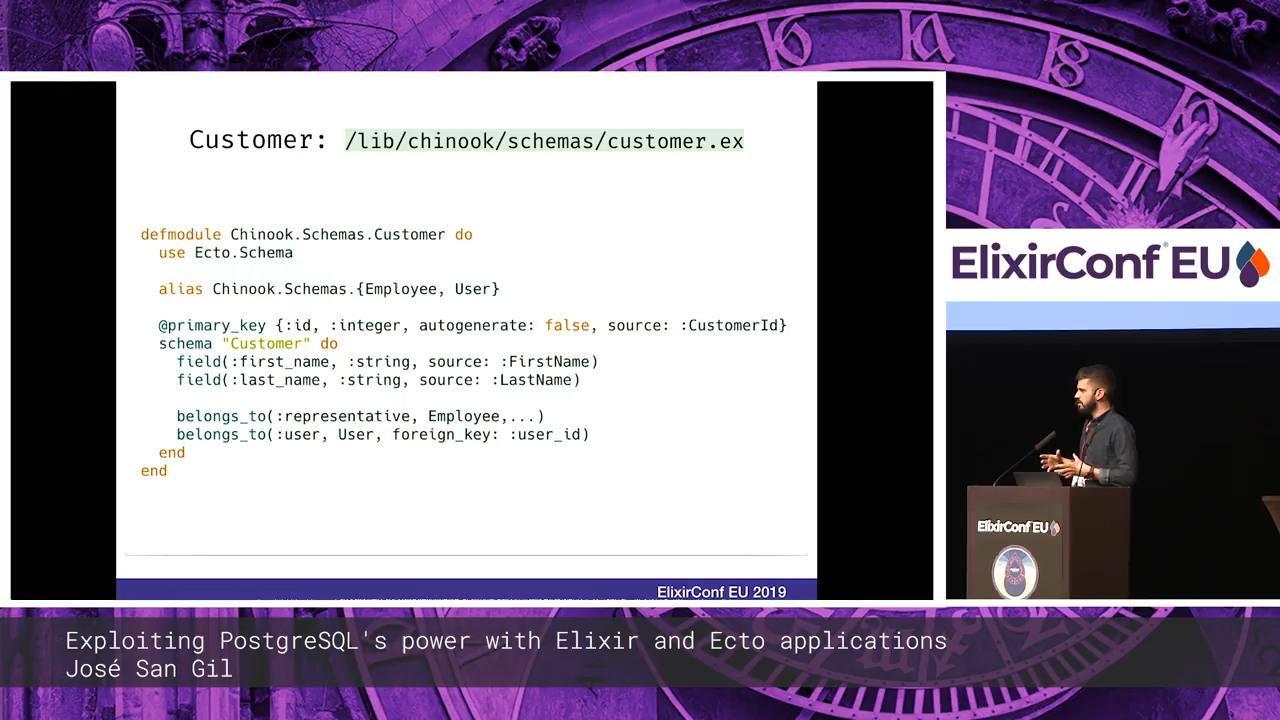 Customer: /lib/chinook/schemas/customer.ex
defmodule Chinook.Schemas.Customer do
  use Ecto.Schema
  alias Chinook.Schemas.{Employee, User}
  @primary_key {:id, :integer, autogenerate: false, source: :CustomerId}
  schema "Customer" do
    field(:first_name, :string, source: :FirstName)
    field(:last_name, :string, source: :LastName)
    belongs_to(:representative, Employee,...)
    belongs_to(:user, User, foreign_key: :user_id)
  end
end
ElixirConf EU 2019
ElixirConf® EU
ElixirConf EU
Exploiting PostgreSQL's power with Elixir and Ecto applications
José San Gil